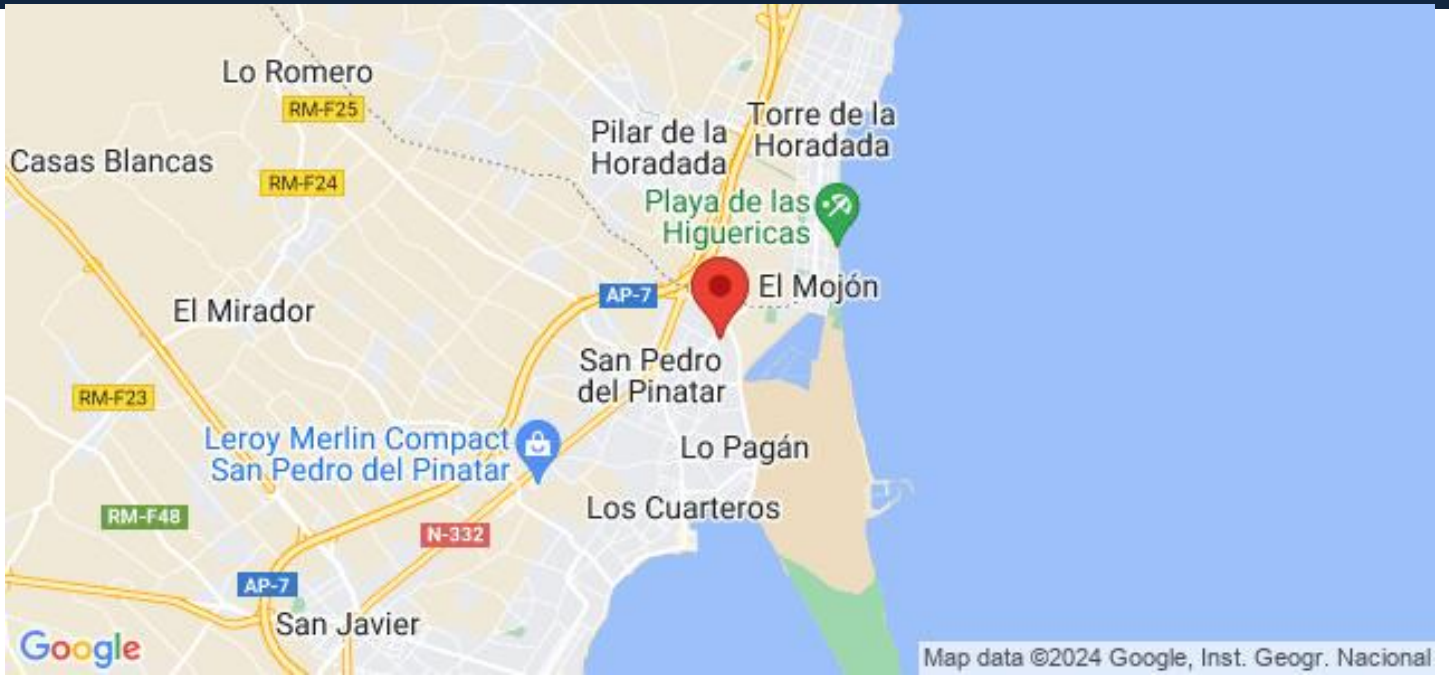 Lo Romero
RM-F25
Pilar de la
Horadada
Torre de la
Horadada
Casas Blancas
RM-F24
Playa de las
Higuericas
AP-7
El Mojón
El Mirador
San Pedro
del Pinatar
RM-F23
Leroy Merlin Compact
San Pedro del Pinatar
Lo Pagán
RM-F48
Los Cuarteros
N-332
AP-7
San Javier
Google
Map data ©2024 Google, Inst. Geogr. Nacional